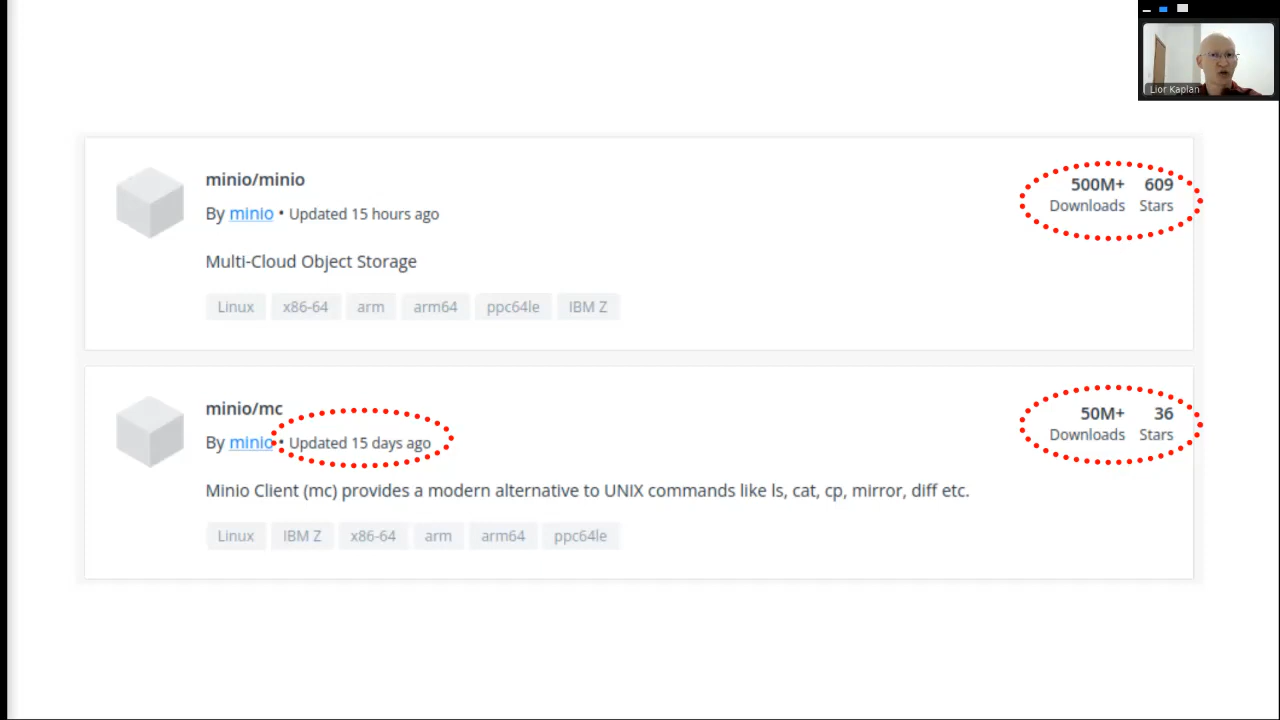 Lior Kaplan
minio/minio
By minio • Updated 15 hours ago
500M+ 609
Downloads Stars
Multi-Cloud Object Storage
Linux x86-64 arm arm64 ppc64le IBM Z
minio/mc
By minio • Updated 15 days ago
50M+ 36
Downloads Stars
Minio Client (mc) provides a modern alternative to UNIX commands like ls, cat, cp, mirror, diff etc.
Linux IBM Z x86-64 arm arm64 ppc64le